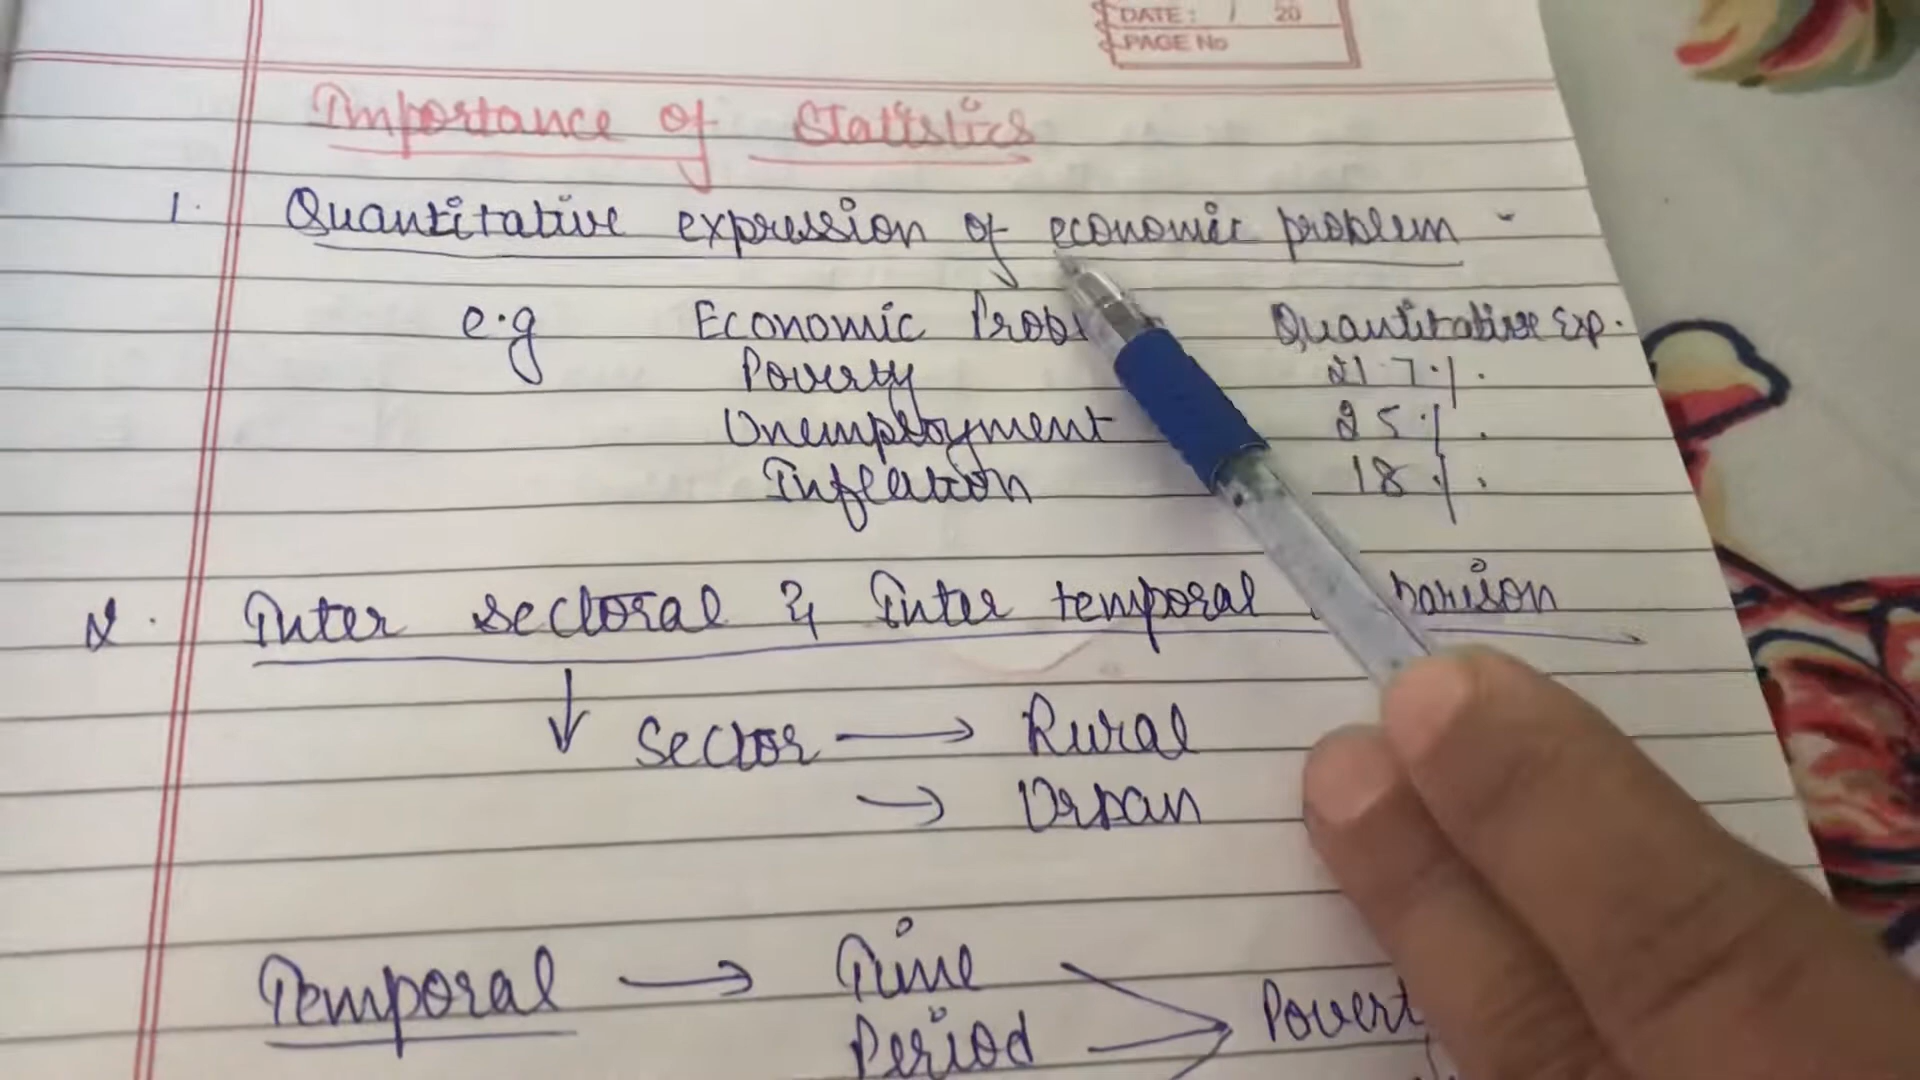 DATE: / 20
PAGE No
Importance of Statistics
1. Quantitative expression of economic problem -
e.g Economic Quantitative Exp.
Poverty 21.7%.
Unemployment 25%.
Inflation 18%.
2. Inter sectoral & Inter temporal
↓ Sector → Rural
→ Urban
Temporal → Time
Period →